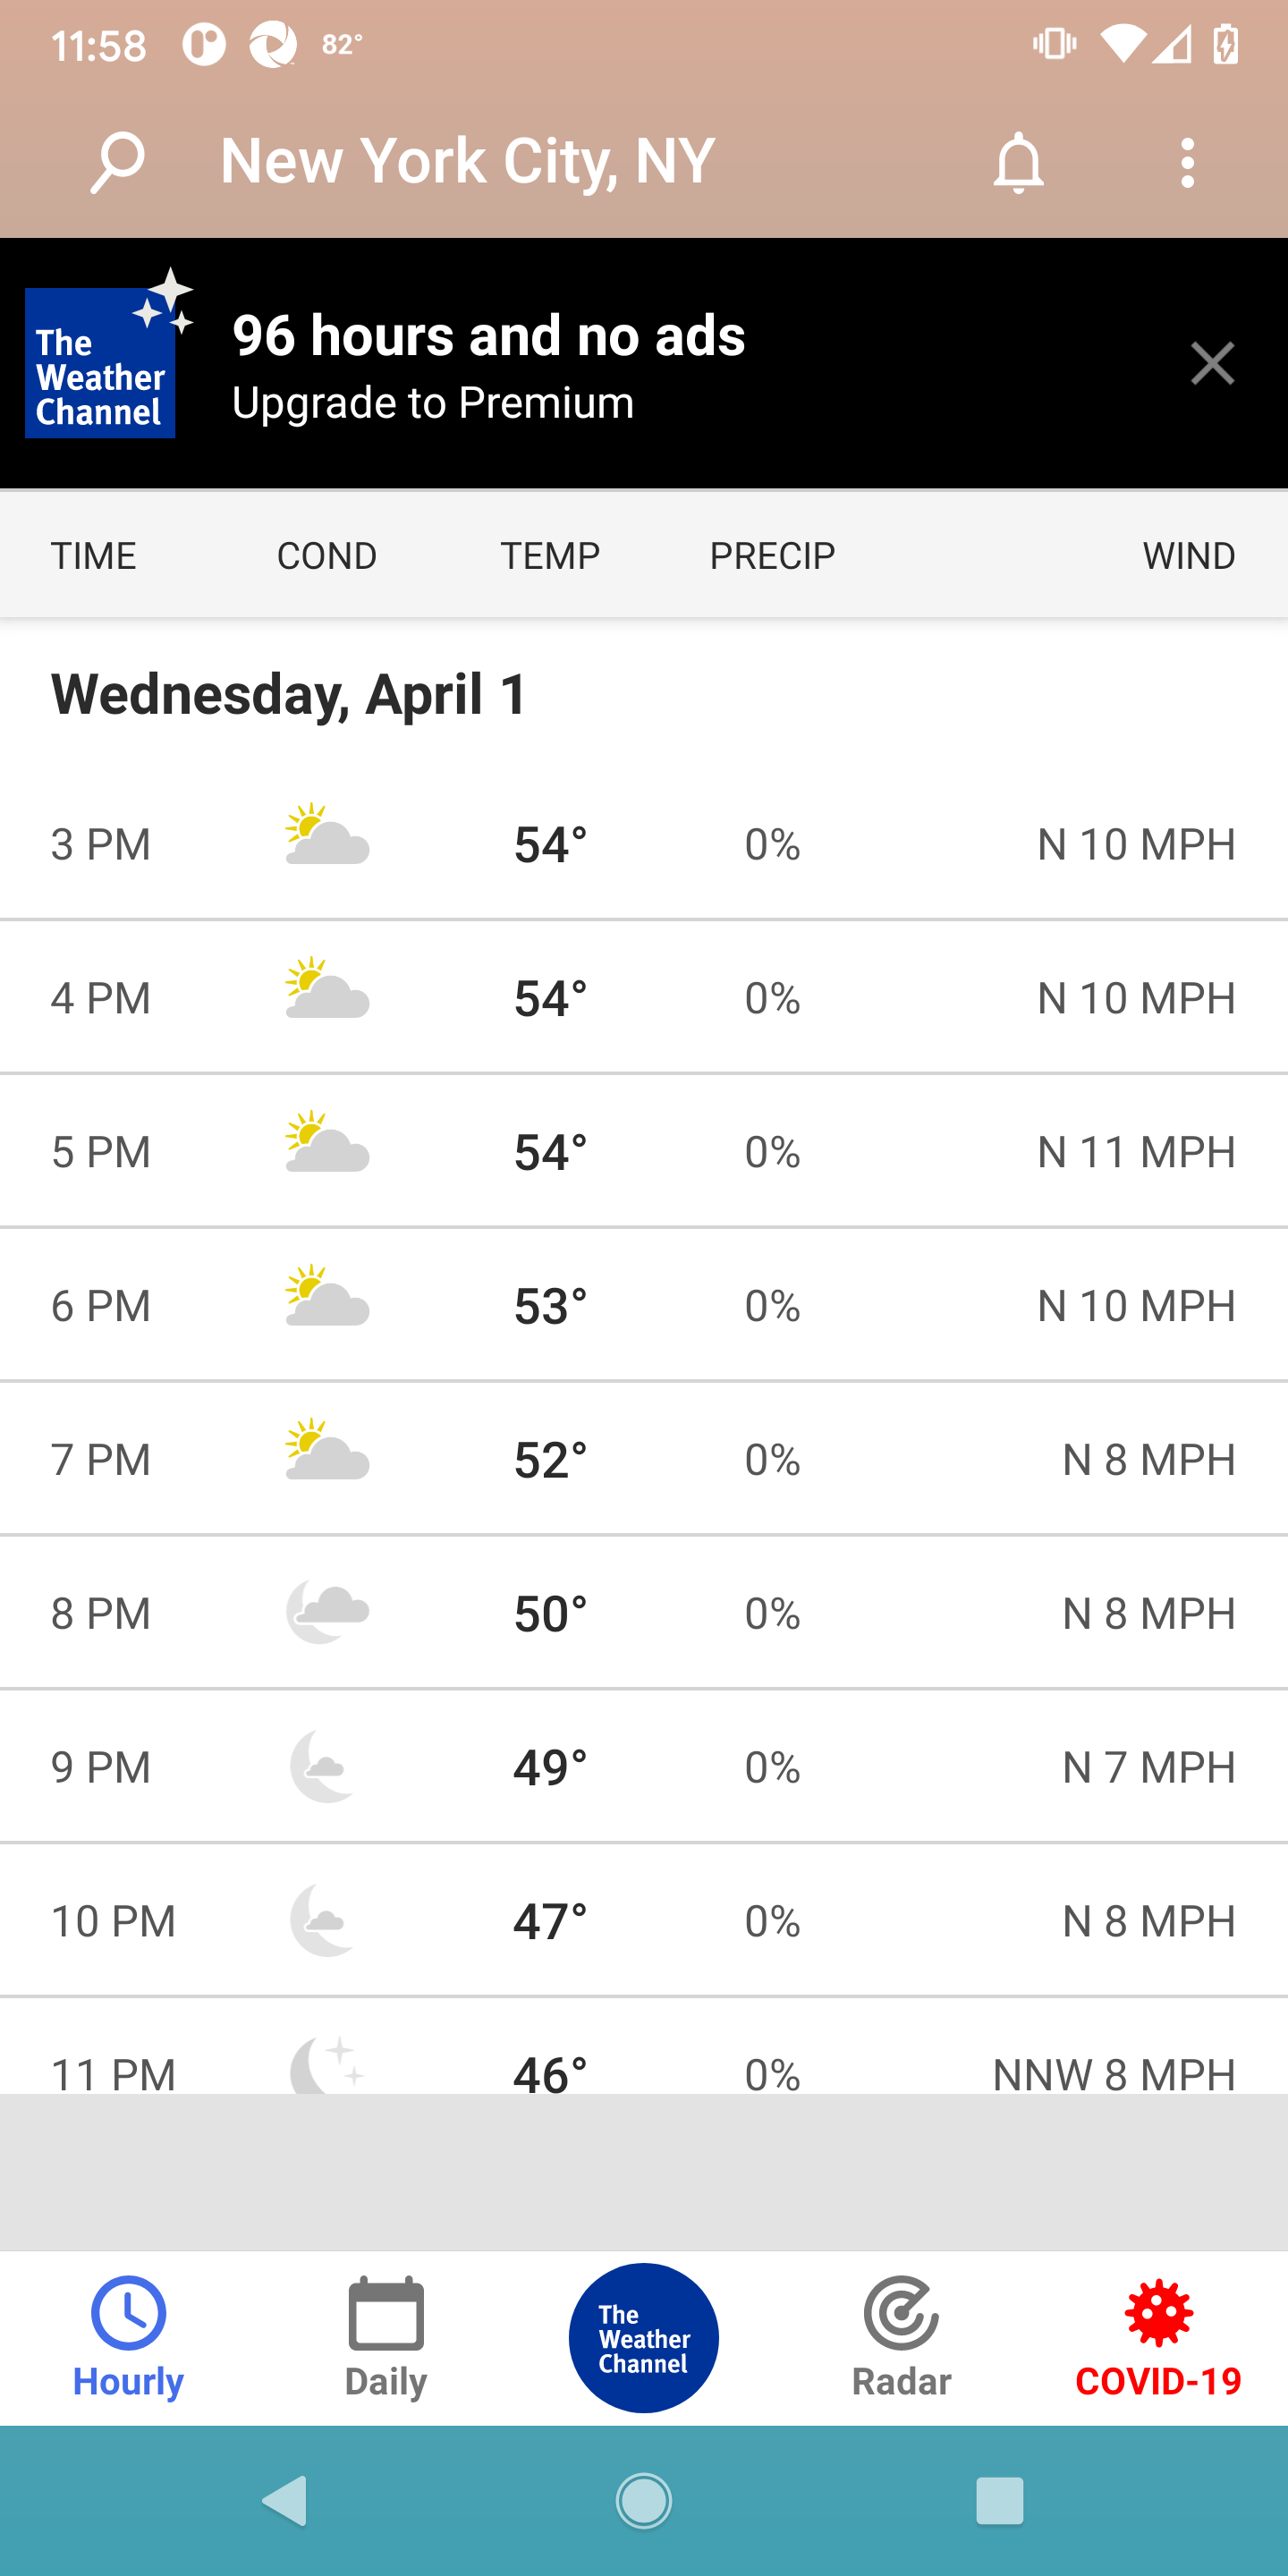 11:58 82°
New York City, NY
The
Weather
Channel
96 hours and no ads
Upgrade to Premium
TIME COND TEMP PRECIP WIND
Wednesday, April 1
3 PM 54° 0% N 10 MPH
4 PM 54° 0% N 10 MPH
5 PM 54° 0% N 11 MPH
6 PM 53° 0% N 10 MPH
7 PM 52° 0% N 8 MPH
8 PM 50° 0% N 8 MPH
9 PM 49° 0% N 7 MPH
10 PM 47° 0% N 8 MPH
11 PM 46° 0% NNW 8 MPH
Hourly
Daily
The
Weather
Channel
Radar
COVID-19